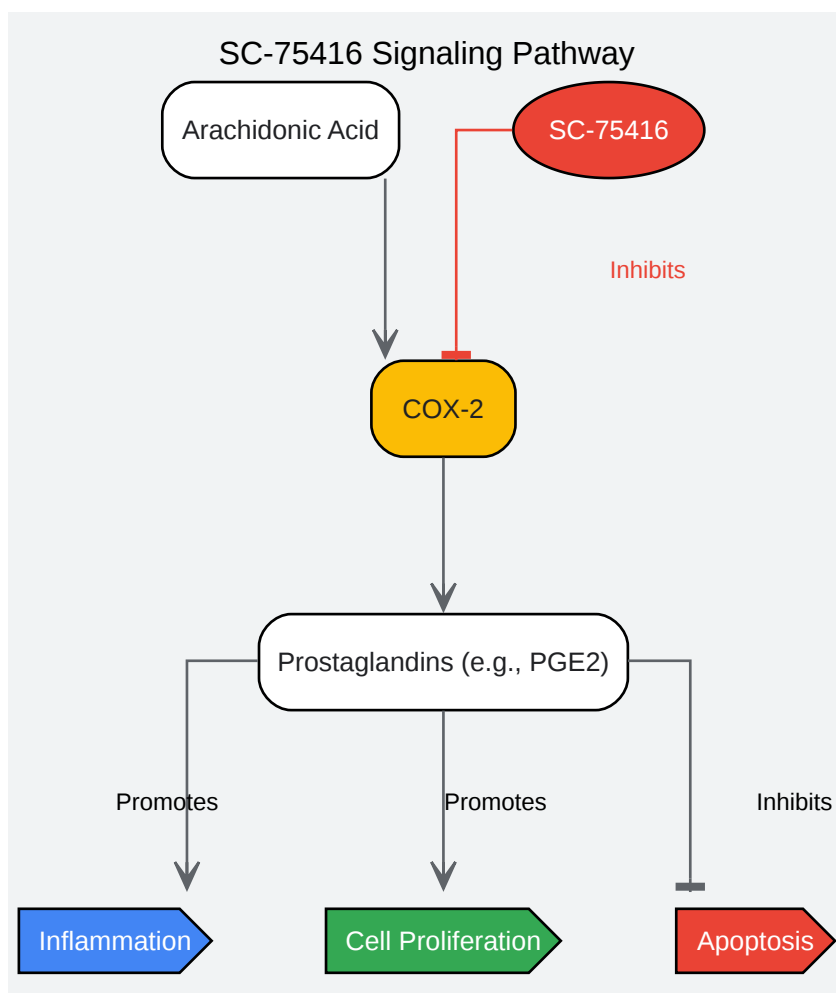 SC-75416 Signaling Pathway
Arachidonic Acid
SC-75416
Inhibits
COX-2
Prostaglandins (e.g., PGE2)
Promotes
Promotes
Inhibits
Inflammation
Cell Proliferation
Apoptosis